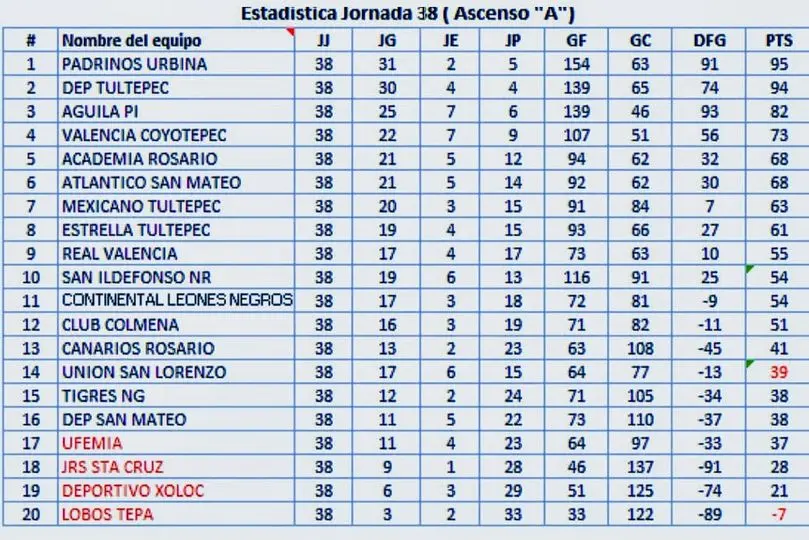 Estadistica Jornada 38 ( Ascenso "A")
# Nombre del equipo JJ JG JE JP GF GC DFG PTS
1 PADRINOS URBINA 38 31 2 5 154 63 91 95
2 DEP TULTEPEC 38 30 4 4 139 65 74 94
3 AGUILA PI 38 25 7 6 139 46 93 82
4 VALENCIA COYOTEPEC 38 22 7 9 107 51 56 73
5 ACADEMIA ROSARIO 38 21 5 12 94 62 32 68
6 ATLANTICO SAN MATEO 38 21 5 14 92 62 30 68
7 MEXICANO TULTEPEC 38 20 3 15 91 84 7 63
8 ESTRELLA TULTEPEC 38 19 4 15 93 66 27 61
9 REAL VALENCIA 38 17 4 17 73 63 10 55
10 SAN ILDEFONSO NR 38 19 6 13 116 91 25 54
11 CONTINENTAL LEONES NEGROS 38 17 3 18 72 81 -9 54
12 CLUB COLMENA 38 16 3 19 71 82 -11 51
13 CANARIOS ROSARIO 38 13 2 23 63 108 -45 41
14 UNION SAN LORENZO 38 17 6 15 64 77 -13 39
15 TIGRES NG 38 12 2 24 71 105 -34 38
16 DEP SAN MATEO 38 11 5 22 73 110 -37 38
17 UFEMIA 38 11 4 23 64 97 -33 37
18 JRS STA CRUZ 38 9 1 28 46 137 -91 28
19 DEPORTIVO XOLOC 38 6 3 29 51 125 -74 21
20 LOBOS TEPA 38 3 2 33 33 122 -89 -7